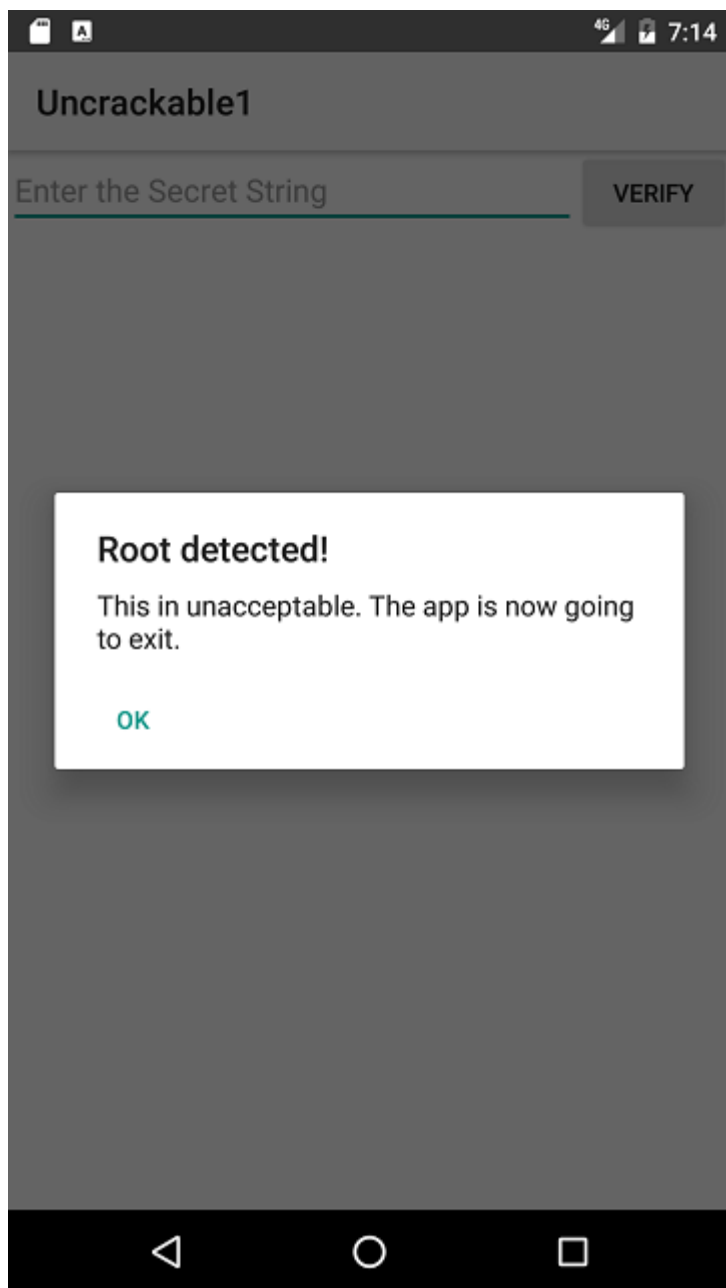 4G 7:14
Uncrackable1
Enter the Secret String VERIFY
Root detected!
This in unacceptable. The app is now going
to exit.
OK